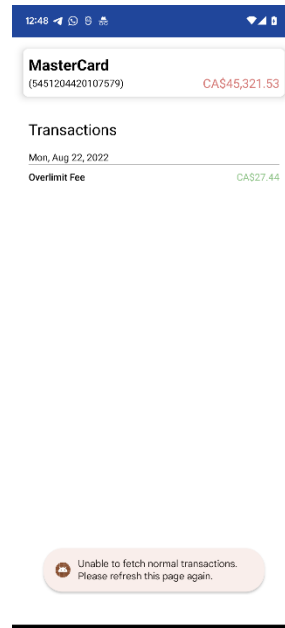 12:48
MasterCard
(5451204420107579)
CA$45,321.53
Transactions
Mon, Aug 22, 2022
Overlimit Fee
CA$27.44
Unable to fetch normal transactions.
Please refresh this page again.